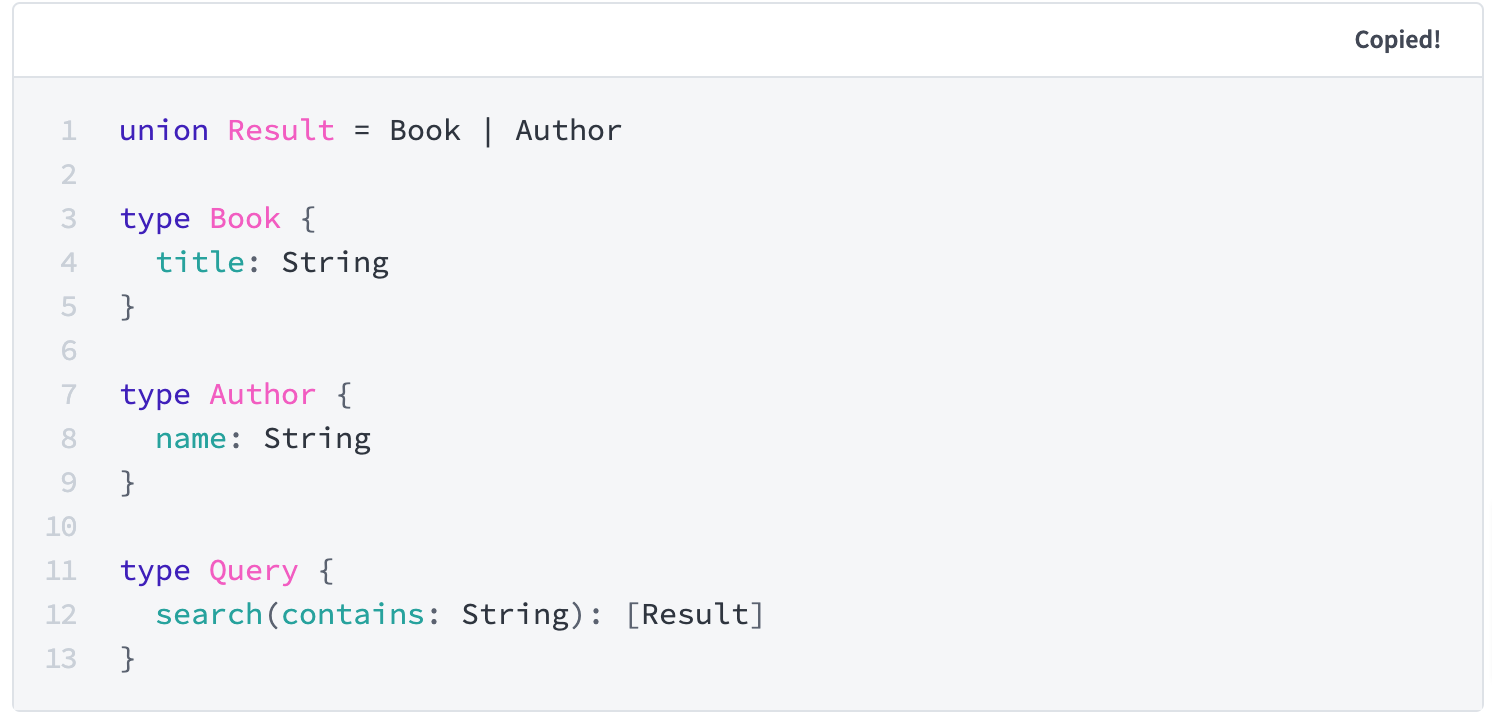 Copied!
1 union Result = Book | Author
2
3 type Book {
4   title: String
5 }
6
7 type Author {
8   name: String
9 }
10
11 type Query {
12   search(contains: String): [Result]
13 }